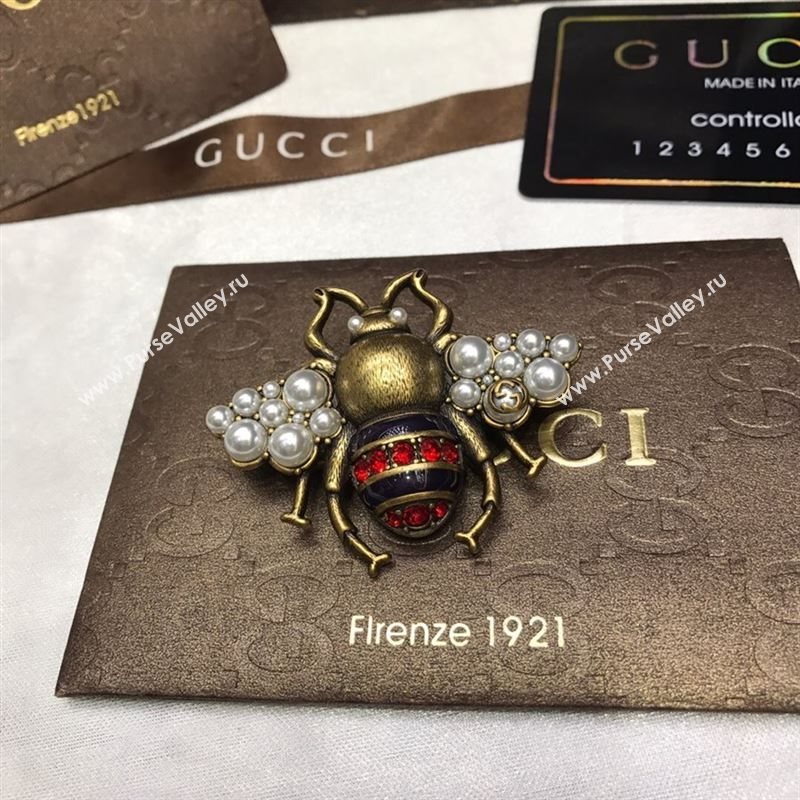 Firenze 1921
GUCCI
GUC
MADE IN ITA
controllo
1 2 3 4 5 6
www.PurseValley.ru
www.PurseValley.ru
CI
Firenze 1921